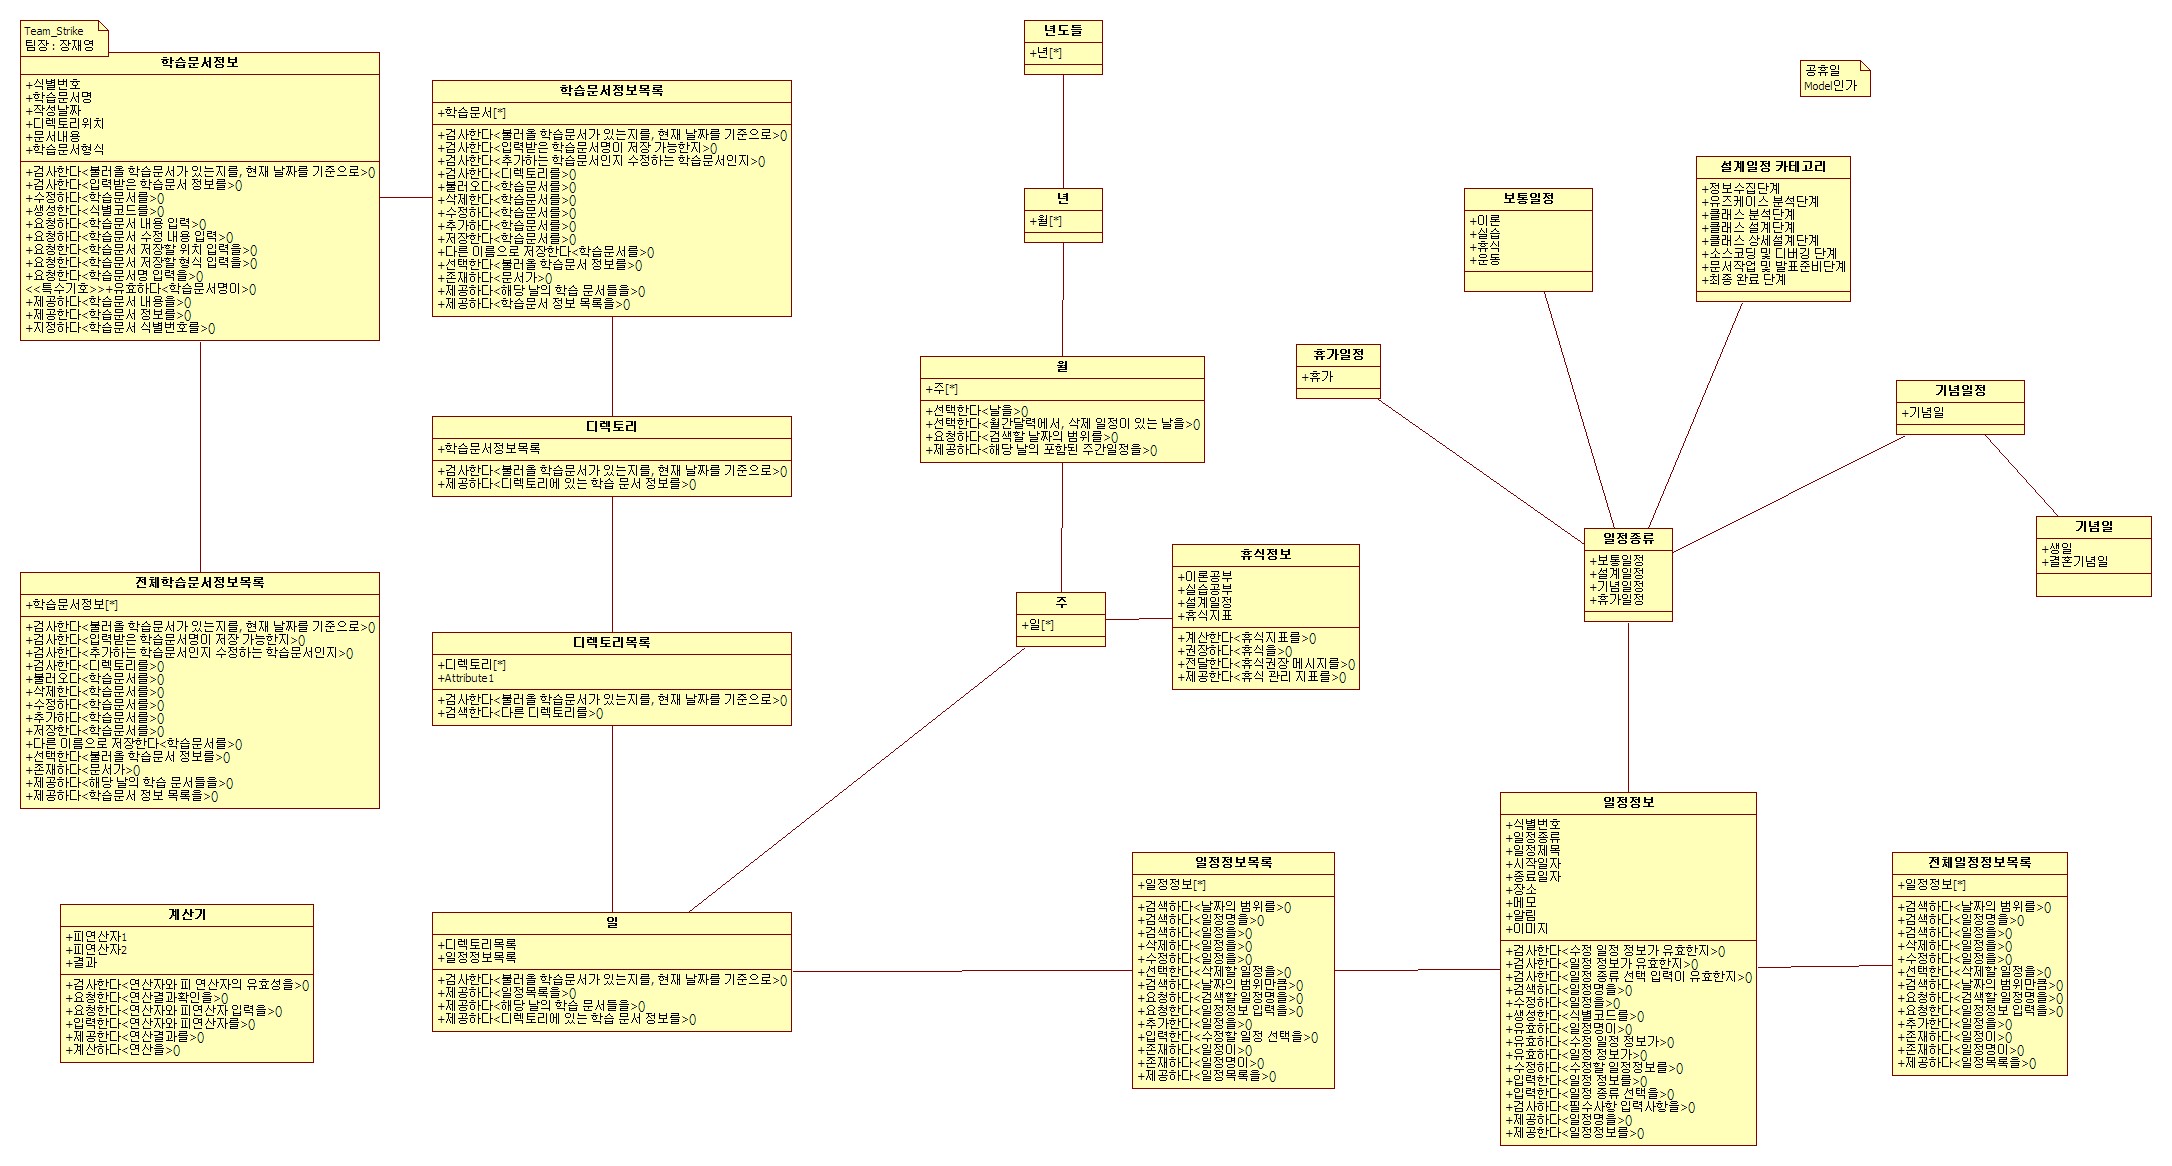 Team_Strike
팀장 : 장재영
학습문서정보
+식별번호
+학습문서명
+작성날짜
+디렉토리위치
+문서내용
+학습문서형식
+검사한다<불러올 학습문서가 있는지를, 현재 날짜를 기준으로>()
+검사한다<입력받은 학습문서 정보를>()
+수정하다<학습문서를>()
+생성한다<식별코드를>()
+요청하다<학습문서 내용 입력>()
+요청하다<학습문서 수정 내용 입력>()
+요청한다<학습문서 저장할 위치 입력을>()
+요청한다<학습문서 저장할 형식 입력을>()
+요청한다<학습문서명 입력을>()
<<특수기호>>+유효하다<학습문서명이>()
+제공하다<학습문서 내용을>()
+제공한다<학습문서 정보를>()
+지정하다<학습문서 식별번호를>()
학습문서정보목록
+학습문서[*]
+검사한다<불러올 학습문서가 있는지를, 현재 날짜를 기준으로>()
+검사한다<입력받은 학습문서명이 저장 가능한지>()
+검사한다<추가하는 학습문서인지 수정하는 학습문서인지>()
+검사한다<디렉토리를>()
+불러오다<학습문서를>()
+삭제한다<학습문서를>()
+수정하다<학습문서를>()
+추가하다<학습문서를>()
+저장한다<학습문서를>()
+다른 이름으로 저장한다<학습문서를>()
+선택한다<불러올 학습문서 정보를>()
+존재하다<문서가>()
+제공하다<해당 날의 학습 문서들을>()
+제공하다<학습문서 정보 목록을>()
디렉토리
+학습문서정보목록
+검사한다<불러올 학습문서가 있는지를, 현재 날짜를 기준으로>()
+제공하다<디렉토리에 있는 학습 문서 정보를>()
디렉토리목록
+디렉토리[*]
+Attribute1
+검사한다<불러올 학습문서가 있는지를, 현재 날짜를 기준으로>()
+검색한다<다른 디렉토리를>()
전체학습문서정보목록
+학습문서정보[*]
+검사한다<불러올 학습문서가 있는지를, 현재 날짜를 기준으로>()
+검사한다<입력받은 학습문서명이 저장 가능한지>()
+검사한다<추가하는 학습문서인지 수정하는 학습문서인지>()
+검사한다<디렉토리를>()
+불러오다<학습문서를>()
+삭제한다<학습문서를>()
+수정하다<학습문서를>()
+추가하다<학습문서를>()
+저장한다<학습문서를>()
+다른 이름으로 저장한다<학습문서를>()
+선택한다<불러올 학습문서 정보를>()
+존재하다<문서가>()
+제공하다<해당 날의 학습 문서들을>()
+제공하다<학습문서 정보 목록을>()
계산기
+피연산자1
+피연산자2
+결과
+검사한다<연산자와 피 연산자의 유효성을>()
+요청한다<연산결과확인을>()
+요청한다<연산자와 피연산자 입력을>()
+입력한다<연산자와 피연산자를>()
+제공한다<연산결과를>()
+계산하다<연산을>()
일
+디렉토리목록
+일정정보목록
+검사한다<불러올 학습문서가 있는지를, 현재 날짜를 기준으로>()
+제공하다<일정목록을>()
+제공하다<해당 날의 학습 문서들을>()
+제공하다<디렉토리에 있는 학습 문서 정보를>()
년도들
+년[*]
년
+월[*]
월
+주[*]
+선택한다<날을>()
+선택한다<월간달력에서, 삭제 일정이 있는 날을>()
+요청하다<검색할 날짜의 범위를>()
+제공하다<해당 날의 포함된 주간일정을>()
주
+일[*]
휴식정보
+이론공부
+실습공부
+설계일정
+휴식지표
+계산한다<휴식지표를>()
+권장하다<휴식을>()
+전달한다<휴식권장 메시지를>()
+제공한다<휴식 관리 지표를>()
공휴일
Model인가
보통일정
+이론
+실습
+휴식
+운동
설계일정 카테고리
+정보수집단계
+유즈케이스 분석단계
+클래스 분석단계
+클래스 설계단계
+클래스 상세설계단계
+소스코딩 및 디버깅 단계
+문서작업 및 발표준비단계
+최종 완료 단계
휴가일정
+휴가
기념일정
+기념일
기념일
+생일
+결혼기념일
일정종류
+보통일정
+설계일정
+기념일정
+휴가일정
일정정보목록
+일정정보[*]
+검색하다<날짜의 범위를>()
+검색하다<일정명을>()
+검색하다<일정을>()
+삭제하다<일정을>()
+수정하다<일정을>()
+선택한다<삭제할 일정을>()
+검색하다<날짜의 범위만큼>()
+요청하다<검색할 일정명을>()
+요청한다<일정정보 입력을>()
+추가한다<일정을>()
+입력한다<수정할 일정 선택을>()
+존재하다<일정이>()
+존재하다<일정명이>()
+제공하다<일정목록을>()
일정정보
+식별번호
+일정종류
+일정제목
+시작일자
+종료일자
+장소
+메모
+알림
+이미지
+검사한다<수정 일정 정보가 유효한지>()
+검사한다<일정 정보가 유효한지>()
+검사한다<일정 종류 선택 입력이 유효한지>()
+검색하다<일정명을>()
+수정하다<일정을>()
+생성한다<식별코드를>()
+유효하다<일정명이>()
+유효하다<수정 일정 정보가>()
+유효하다<일정 정보가>()
+수정하다<수정할 일정정보를>()
+입력한다<일정 정보를>()
+입력한다<일정 종류 선택을>()
+검사하다<필수사항 입력사항을>()
+제공하다<일정명을>()
+제공한다<일정정보를>()
전체일정정보목록
+일정정보[*]
+검색하다<날짜의 범위를>()
+검색하다<일정명을>()
+검색하다<일정을>()
+삭제하다<일정을>()
+수정하다<일정을>()
+선택한다<삭제할 일정을>()
+검색하다<날짜의 범위만큼>()
+요청하다<검색할 일정명을>()
+요청한다<일정정보 입력을>()
+추가한다<일정을>()
+존재하다<일정이>()
+존재하다<일정명이>()
+제공하다<일정목록을>()